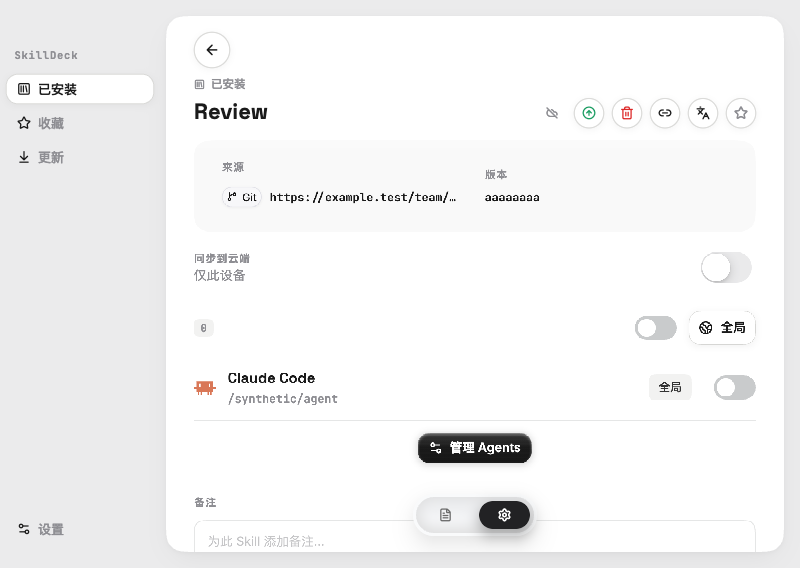 SkillDeck
已安装
收藏
更新
设置
已安装
Review
来源
Git https://example.test/team/…
版本
aaaaaaaa
同步到云端
仅此设备
0
全局
Claude Code
/synthetic/agent
全局
管理 Agents
备注
为此 Skill 添加备注...